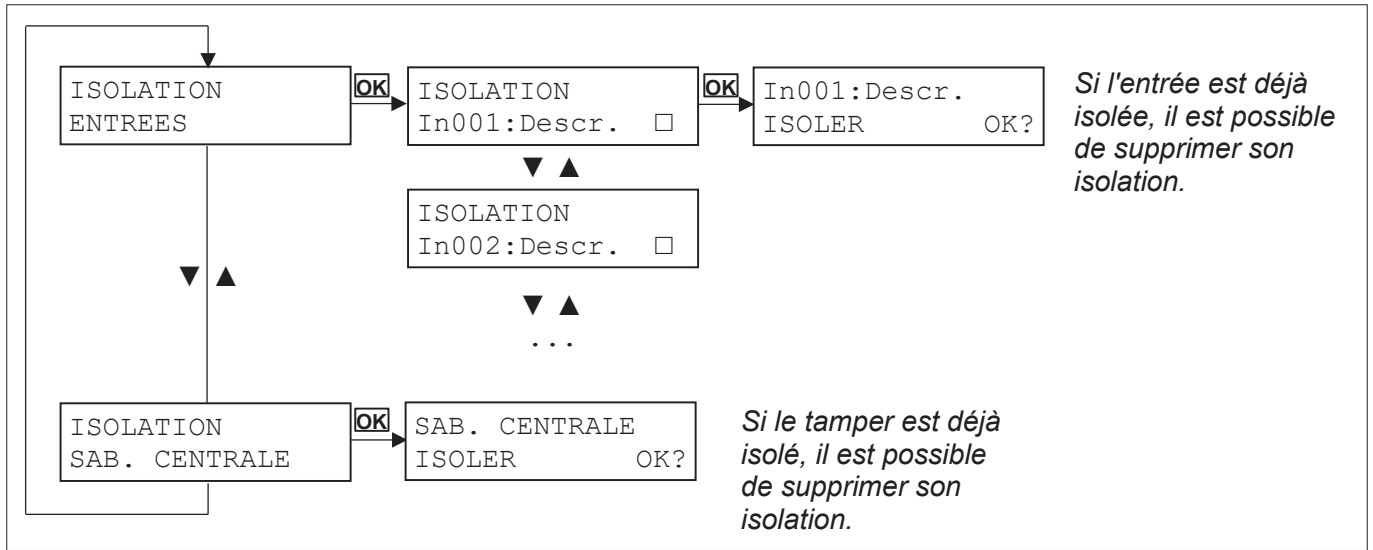 ISOLATION
ENTREES
OK
ISOLATION
In001:Descr. □
OK
In001:Descr.
ISOLER OK?
Si l'entrée est déjà
isolée, il est possible
de supprimer son
isolation.
▼ ▲
ISOLATION
In002:Descr. □
▼ ▲
▼ ▲
...
ISOLATION
SAB. CENTRALE
OK
SAB. CENTRALE
ISOLER OK?
Si le tamper est déjà
isolé, il est possible
de supprimer son
isolation.